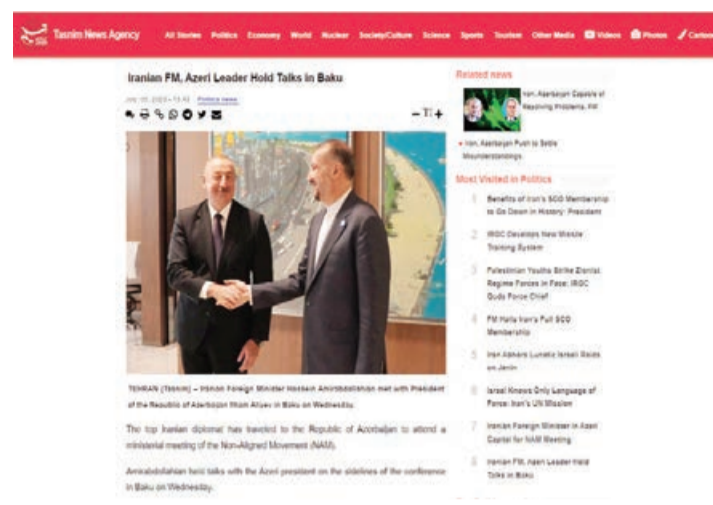 Tasnim News Agency
All Stories Politics Economy World Nuclear Society/Culture Science Sports Tourism Other Media Videos Photos Cartoon
Iranian FM, Azeri Leader Hold Talks in Baku
Politics news
Related news
Iran, Azerbaijan Capable of
Resolving Problems: FM
Iran, Azerbaijan Push to Settle
Misunderstandings
Most Visited in Politics
1 Benefits of Iran's SCO Membership
to Go Down in History: President
2 IRGC Develops New Missile
Training System
3 Palestinian Youths Strike Zionist
Regime Forces in Face: IRGC
Quds Force Chief
4 FM Hails Iran's Full SCO
Membership
5 Iran Abhors Lunatic Israeli Raids
on Jenin
6 Israel Knows Only Language of
Force: Iran's UN Mission
7 Iranian Foreign Minister in Azeri
Capital for NAM Meeting
8 Iranian FM, Azeri Leader Hold
Talks in Baku
TEHRAN (Tasnim) – Iranian Foreign Minister Hossein Amirabdollahian met with President
of the Republic of Azerbaijan Ilham Aliyev in Baku on Wednesday.
The top Iranian diplomat has traveled to the Republic of Azerbaijan to attend a
ministerial meeting of the Non-Aligned Movement (NAM).
Amirabdollahian held talks with the Azeri president on the sidelines of the conference
in Baku on Wednesday.